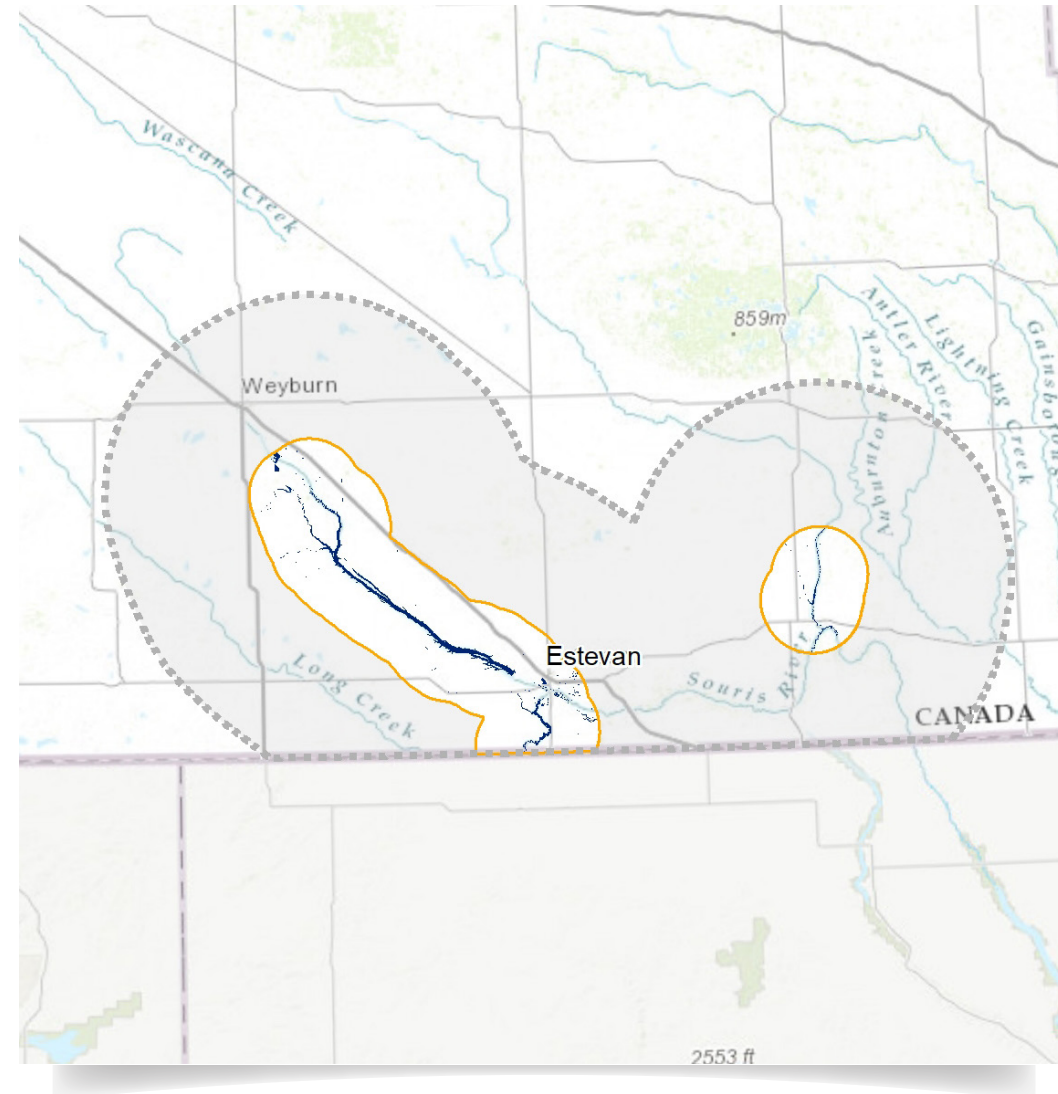 Wascana Creek
859m
Antler River
Lightning Creek
Auburnton Creek
Weyburn
Estevan
Long Creek
Souris River
CANADA
2553 ft